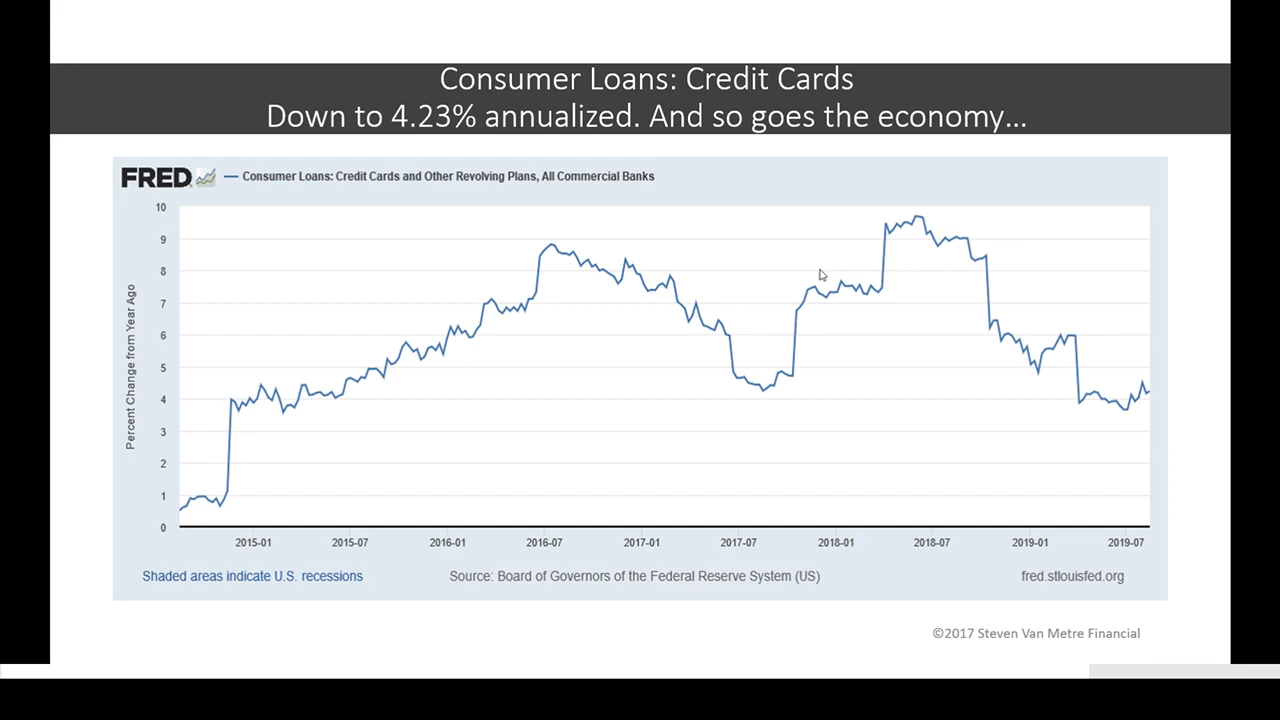 Consumer Loans: Credit Cards
Down to 4.23% annualized. And so goes the economy...
FRED — Consumer Loans: Credit Cards and Other Revolving Plans, All Commercial Banks
Percent Change from Year Ago
10
9
8
7
6
5
4
3
2
1
0
2015-01 2015-07 2016-01 2016-07 2017-01 2017-07 2018-01 2018-07 2019-01 2019-07
Shaded areas indicate U.S. recessions Source: Board of Governors of the Federal Reserve System (US) fred.stlouisfed.org
©2017 Steven Van Metre Financial